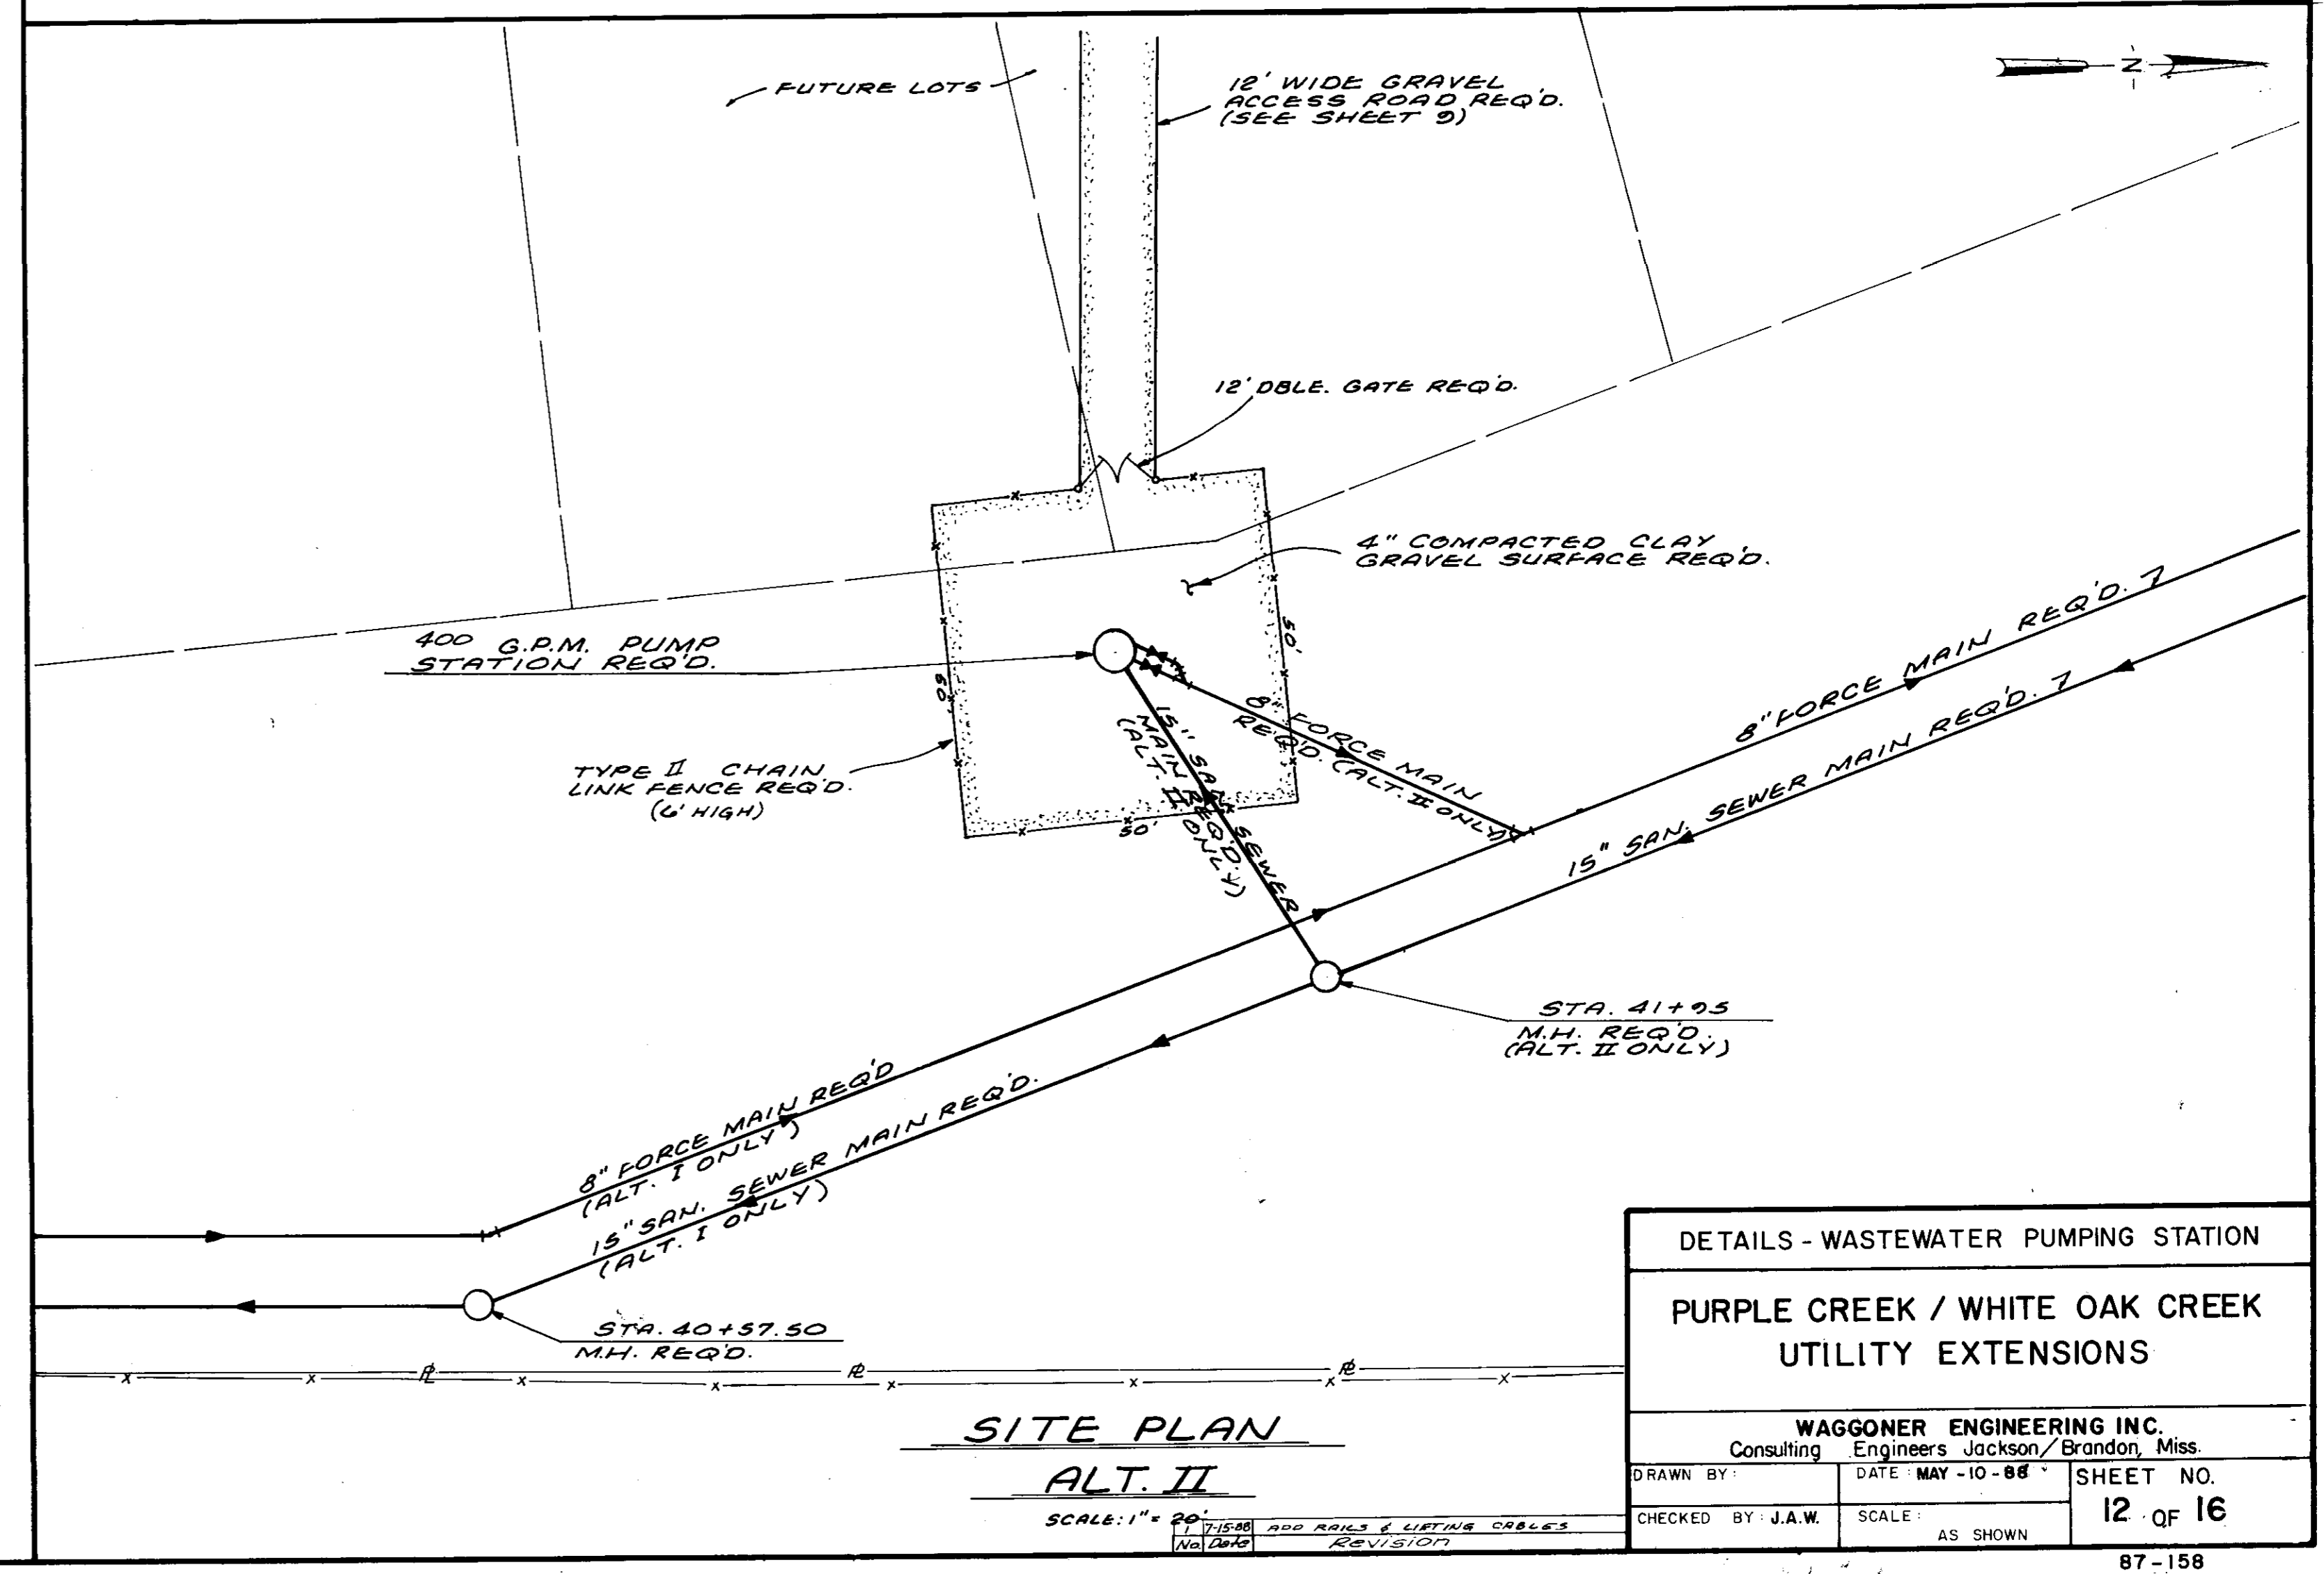 FUTURE LOTS
12' WIDE GRAVEL
ACCESS ROAD REQ'D.
(SEE SHEET 9)
N
12' DBLE. GATE REQ'D.
4" COMPACTED CLAY
GRAVEL SURFACE REQ'D.
400 G.P.M. PUMP
STATION REQ'D.
50'
50'
50'
TYPE II CHAIN
LINK FENCE REQ'D.
(6' HIGH)
8" FORCE MAIN
REQ'D. (ALT. II ONLY)
15" SAN. SEWER
MAIN REQ'D.
(ALT. II ONLY)
8" FORCE MAIN REQ'D.
15" SAN. SEWER MAIN REQ'D.
STA. 41+95
M.H. REQ'D.
(ALT. II ONLY)
8" FORCE MAIN REQ'D
(ALT. I ONLY)
15" SAN. SEWER MAIN REQ'D.
(ALT. I ONLY)
STA. 40+57.50
M.H. REQ'D.
PL
PL
PL
SITE PLAN
ALT. II
SCALE: 1" = 20'
1 7-15-88 ADD RAILS & LIFTING CABLES
No. Date Revision
DETAILS - WASTEWATER PUMPING STATION
PURPLE CREEK / WHITE OAK CREEK
UTILITY EXTENSIONS
WAGGONER ENGINEERING INC.
Consulting Engineers Jackson/Brandon, Miss.
DRAWN BY:
DATE: MAY-10-88
SHEET NO.
12 OF 16
CHECKED BY: J.A.W.
SCALE:
AS SHOWN
87-158